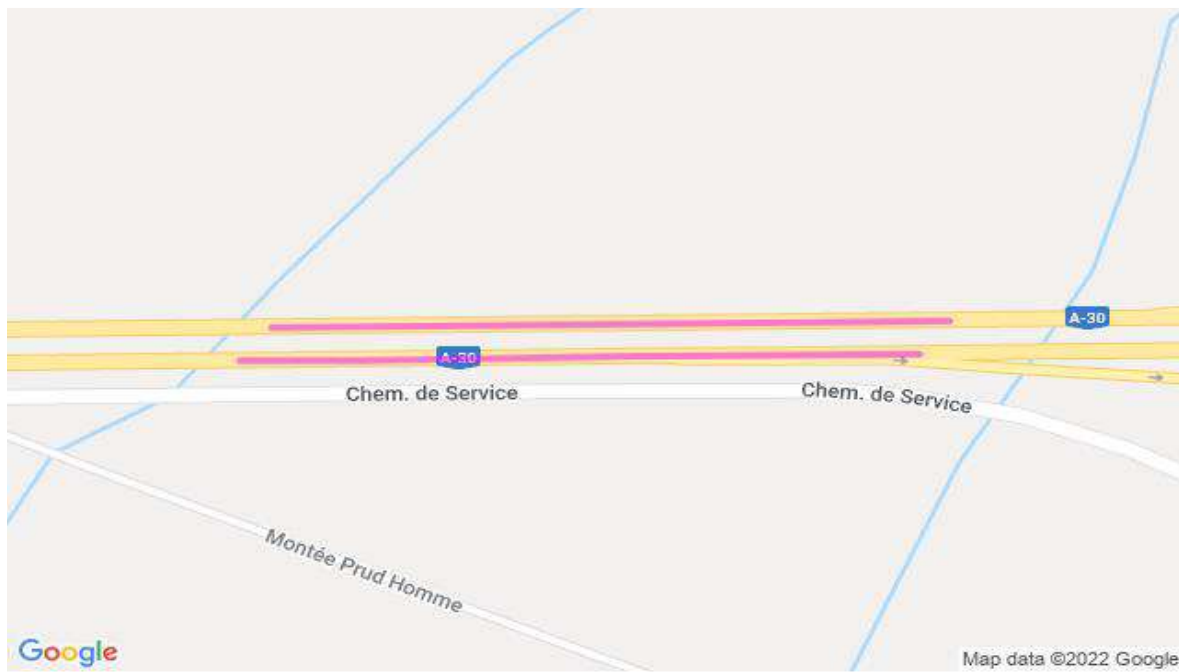 A-30
A-30
Chem. de Service
Chem. de Service
Montée Prud Homme
Google
Map data ©2022 Google